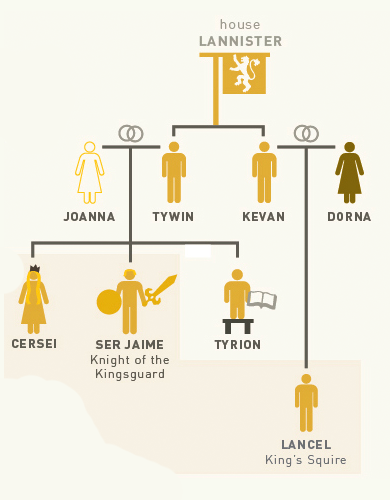 house
LANNISTER
JOANNA
TYWIN
KEVAN
DORNA
CERSEI
SER JAIME
Knight of the
Kingsguard
TYRION
LANCEL
King's Squire